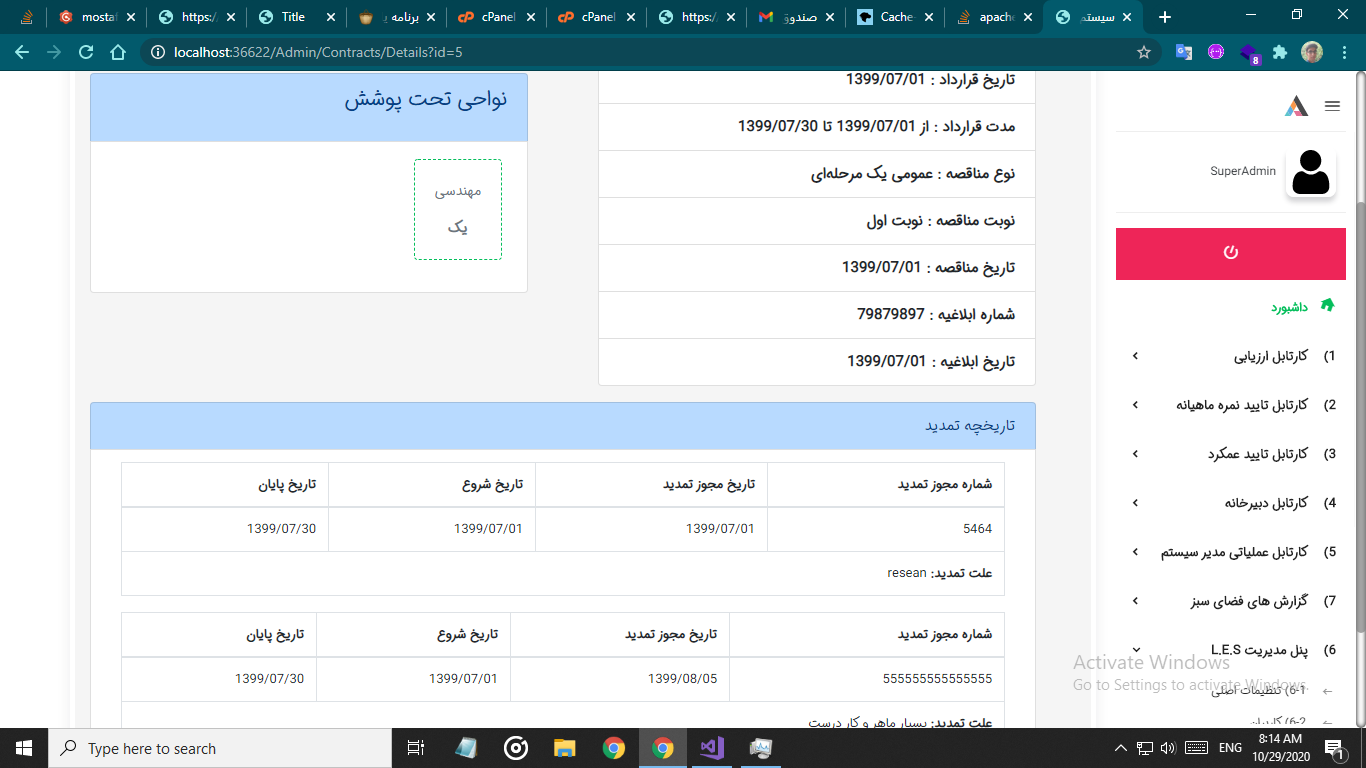 mostaf
https:/
Title
برنامه ی
cPanel
cPanel
https:/
صندوق
Cache-
apache
سیستم
localhost:36622/Admin/Contracts/Details?id=5
8
SuperAdmin
داشبورد
1) کارتابل ارزیابی
2) کارتابل تایید نمره ماهیانه
3) کارتابل تایید عمکرد
4) کارتابل دبیرخانه
5) کارتابل عملیاتی مدیر سیستم
7) گزارش های فضای سبز
6) پنل مدیریت L.E.S
6-1) تنظیمات اصلی
6-2) کاربران
تاریخ قرارداد : 1399/07/01
مدت قرارداد : از 1399/07/01 تا 1399/07/30
نوع مناقصه : عمومی یک مرحله‌ای
نوبت مناقصه : نوبت اول
تاریخ مناقصه : 1399/07/01
شماره ابلاغیه : 79879897
تاریخ ابلاغیه : 1399/07/01
نواحی تحت پوشش
مهندسی
یک
تاریخچه تمدید
شماره مجوز تمدید تاریخ مجوز تمدید تاریخ شروع تاریخ پایان
5464 1399/07/01 1399/07/01 1399/07/30
علت تمدید: resean
شماره مجوز تمدید تاریخ مجوز تمدید تاریخ شروع تاریخ پایان
555555555555555 1399/08/05 1399/07/01 1399/07/30
علت تمدید: بسیار ماهر و کار درست
Activate Windows
Go to Settings to activate Windows.
Type here to search
ENG
8:14 AM
10/29/2020
1